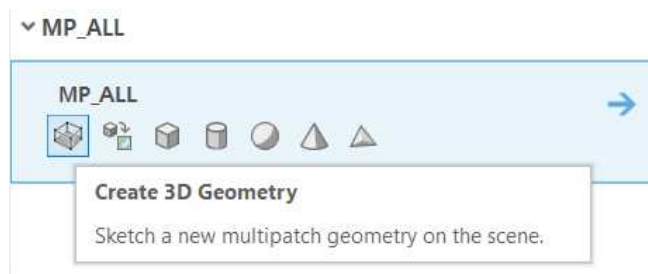 MP_ALL
MP_ALL
Create 3D Geometry
Sketch a new multipatch geometry on the scene.